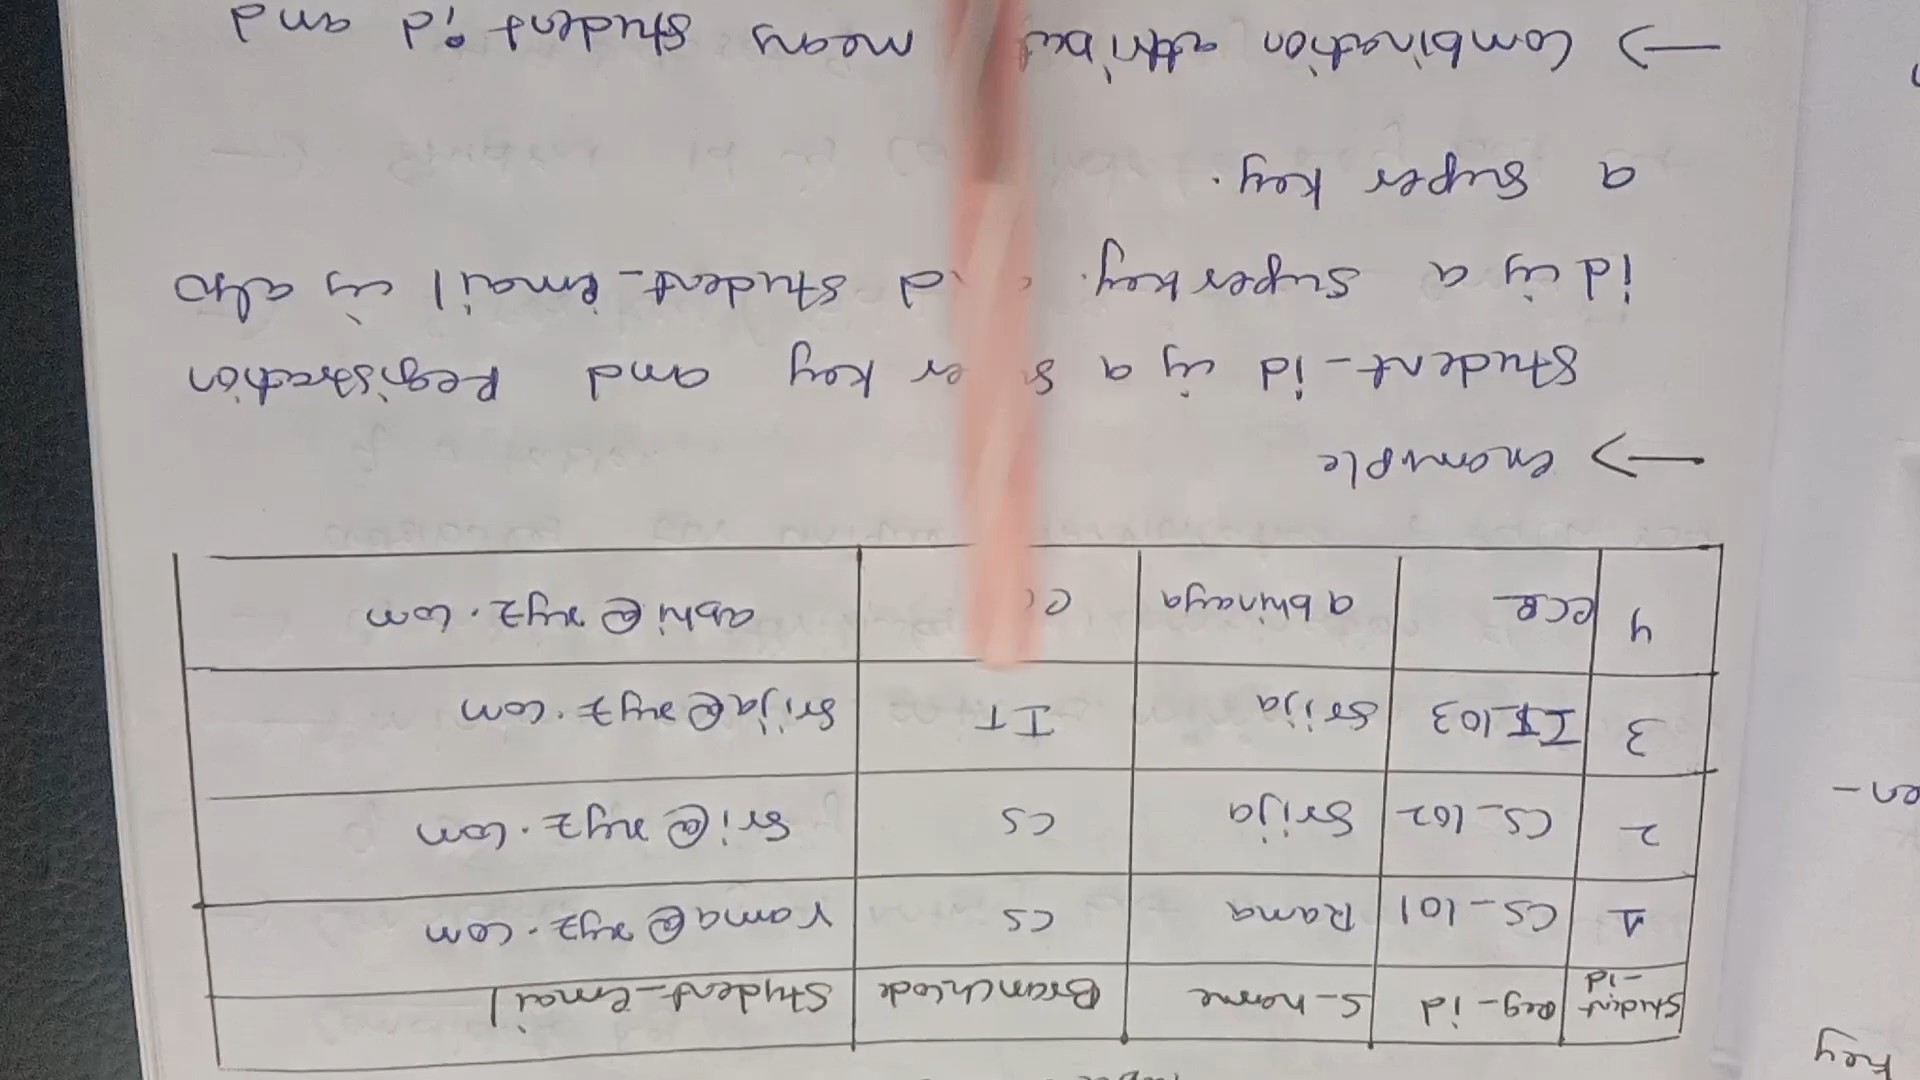 Key
Student Reg-id S-name Branchcode Student-Email
-id
1 CS-101 Rama CS rama@xyz.com
2 CS-102 Srija CS sri@xyz.com
3 IT-103 Srija IT srija@xyz.com
4 ece abhinaya abhi@xyz.com
en-
→ example
Student-id is a key and Registration
id is a superkey. Student-Email is also
a super key.
→ Combination means student id and